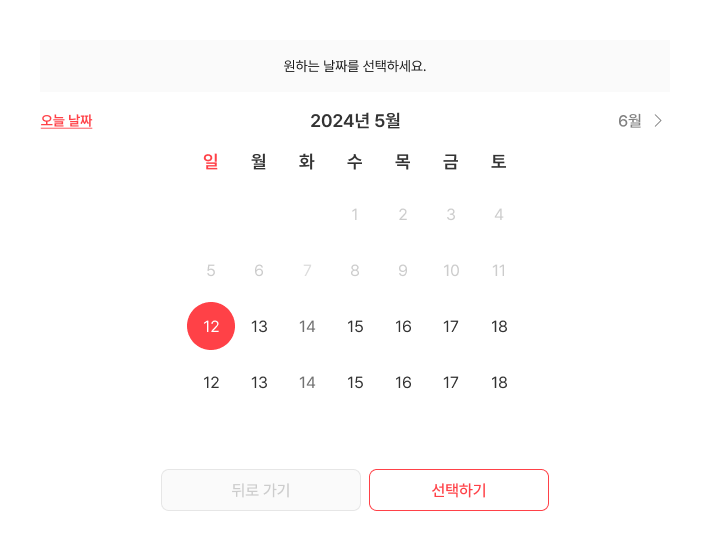 원하는 날짜를 선택하세요.
오늘 날짜 2024년 5월 6월
일 월 화 수 목 금 토
1 2 3 4
5 6 7 8 9 10 11
12 13 14 15 16 17 18
12 13 14 15 16 17 18
뒤로 가기 선택하기